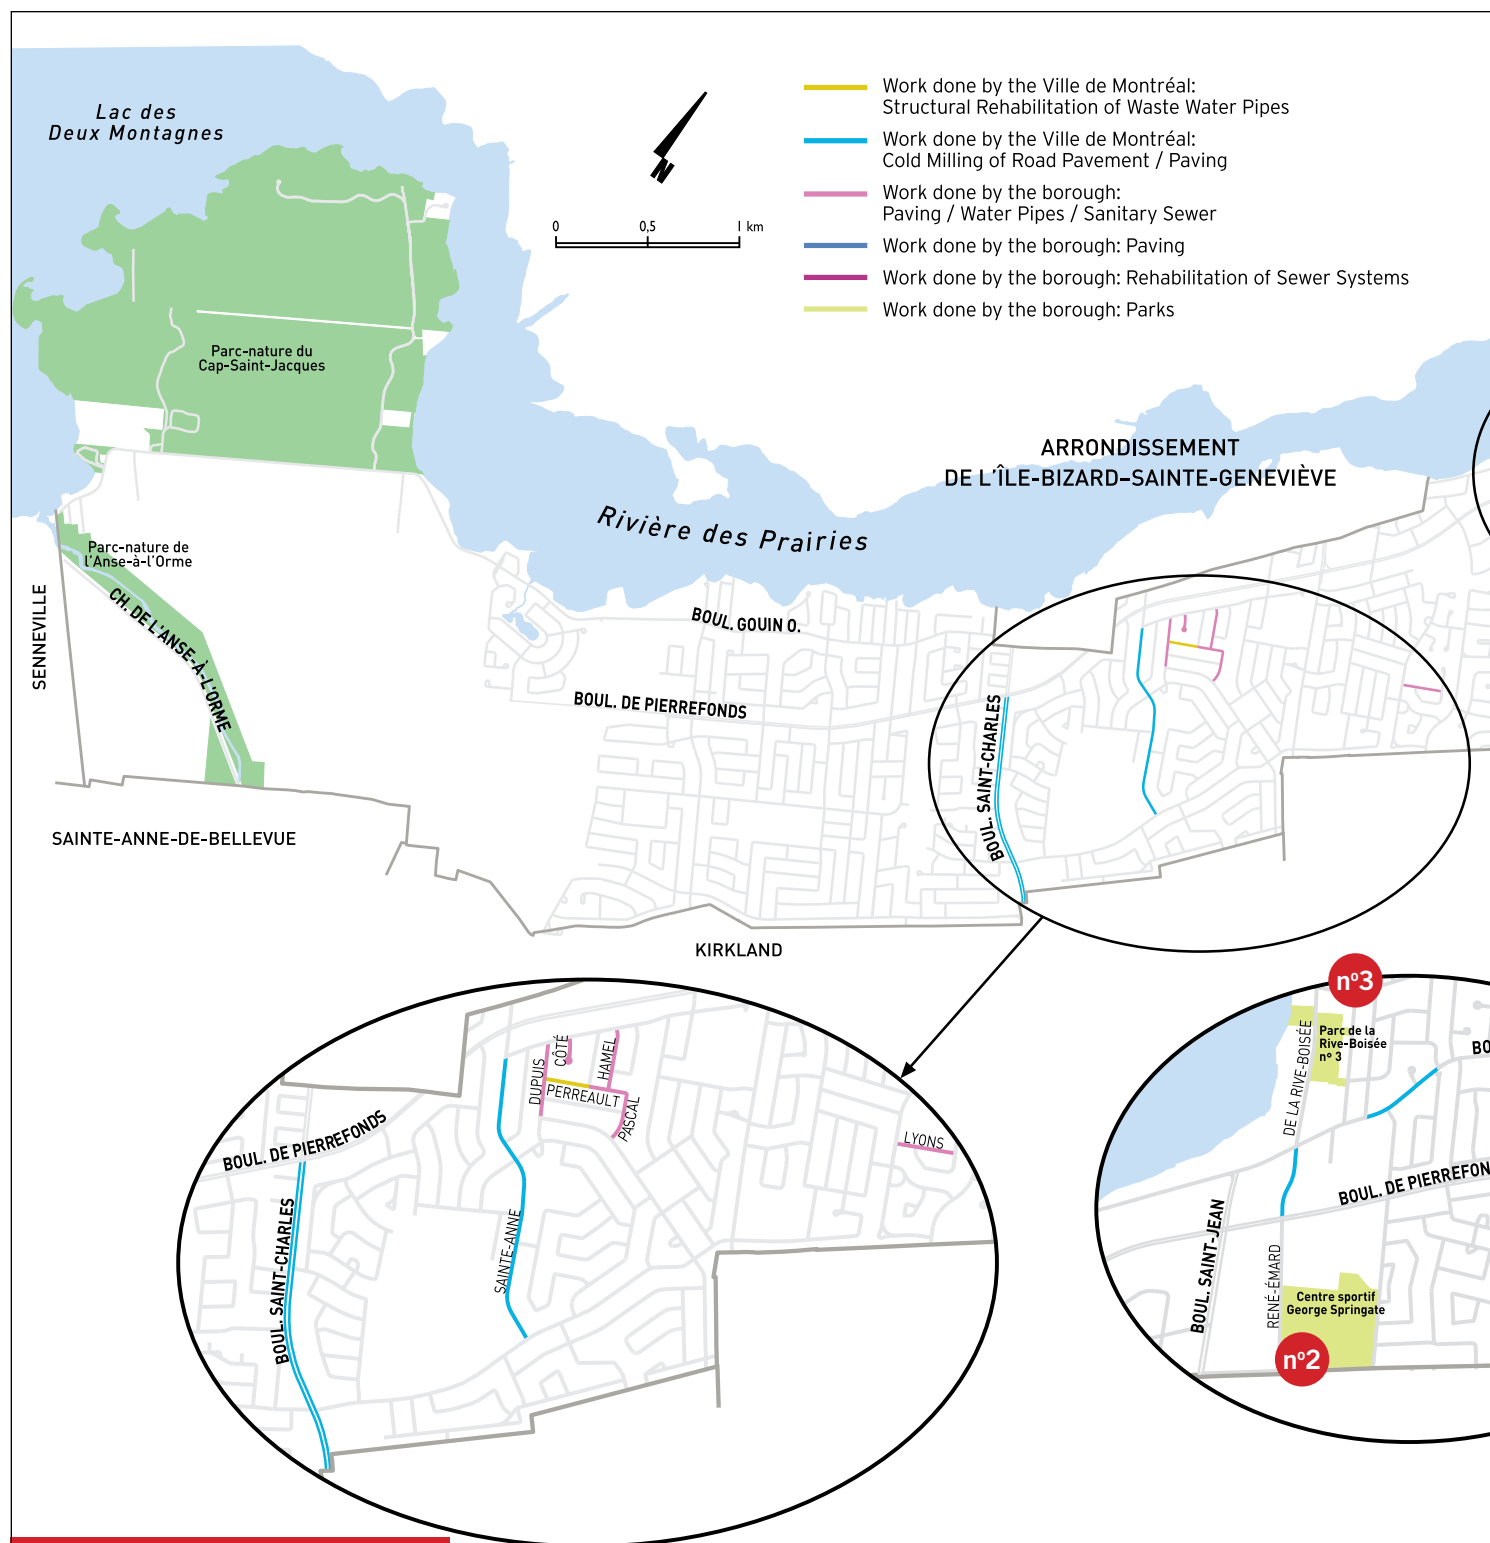 Lac des
Deux Montagnes
N
0 0,5 1 km
Work done by the Ville de Montréal:
Structural Rehabilitation of Waste Water Pipes
Work done by the Ville de Montréal:
Cold Milling of Road Pavement / Paving
Work done by the borough:
Paving / Water Pipes / Sanitary Sewer
Work done by the borough: Paving
Work done by the borough: Rehabilitation of Sewer Systems
Work done by the borough: Parks
Parc-nature du
Cap-Saint-Jacques
ARRONDISSEMENT
DE L'ÎLE-BIZARD–SAINTE-GENEVIÈVE
Rivière des Prairies
Parc-nature de
l'Anse-à-l'Orme
CH. DE L'ANSE-À-L'ORME
SENNEVILLE
BOUL. GOUIN O.
BOUL. DE PIERREFONDS
BOUL. SAINT-CHARLES
SAINTE-ANNE-DE-BELLEVUE
KIRKLAND
BOUL. DE PIERREFONDS
BOUL. SAINT-CHARLES
SAINTE-ANNE
DUPUIS
CÔTÉ
HAMEL
PERREAULT
PASCAL
LYONS
nº3
Parc de la
Rive-Boisée
nº 3
DE LA RIVE-BOISÉE
BO
BOUL. DE PIERREFON
BOUL. SAINT-JEAN
RENÉ-ÉMARD
Centre sportif
George Springate
nº2